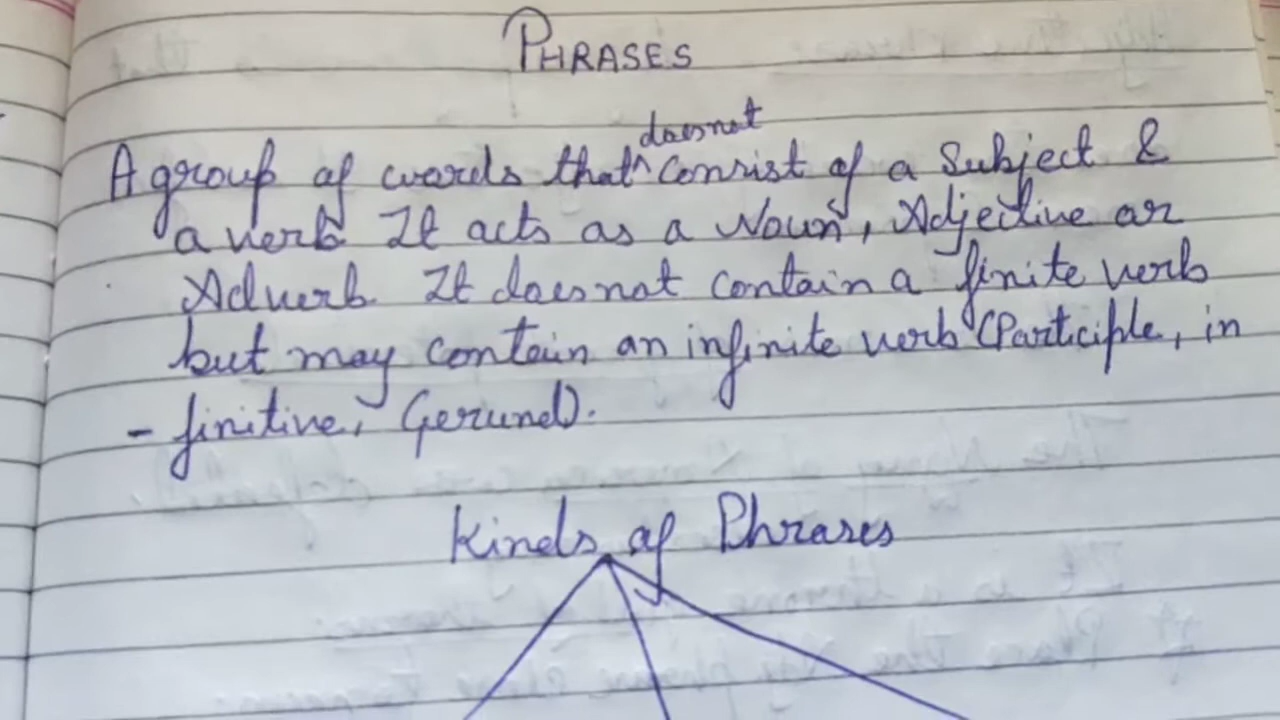 PHRASES
doesnot
A group of words that ^ consist of a Subject &
a verb. It acts as a Noun, Adjective or
Adverb. It does not contain a finite verb
but may contain an infinite verb (Participle, in
- finitive, Gerund).
Kinds of Phrases